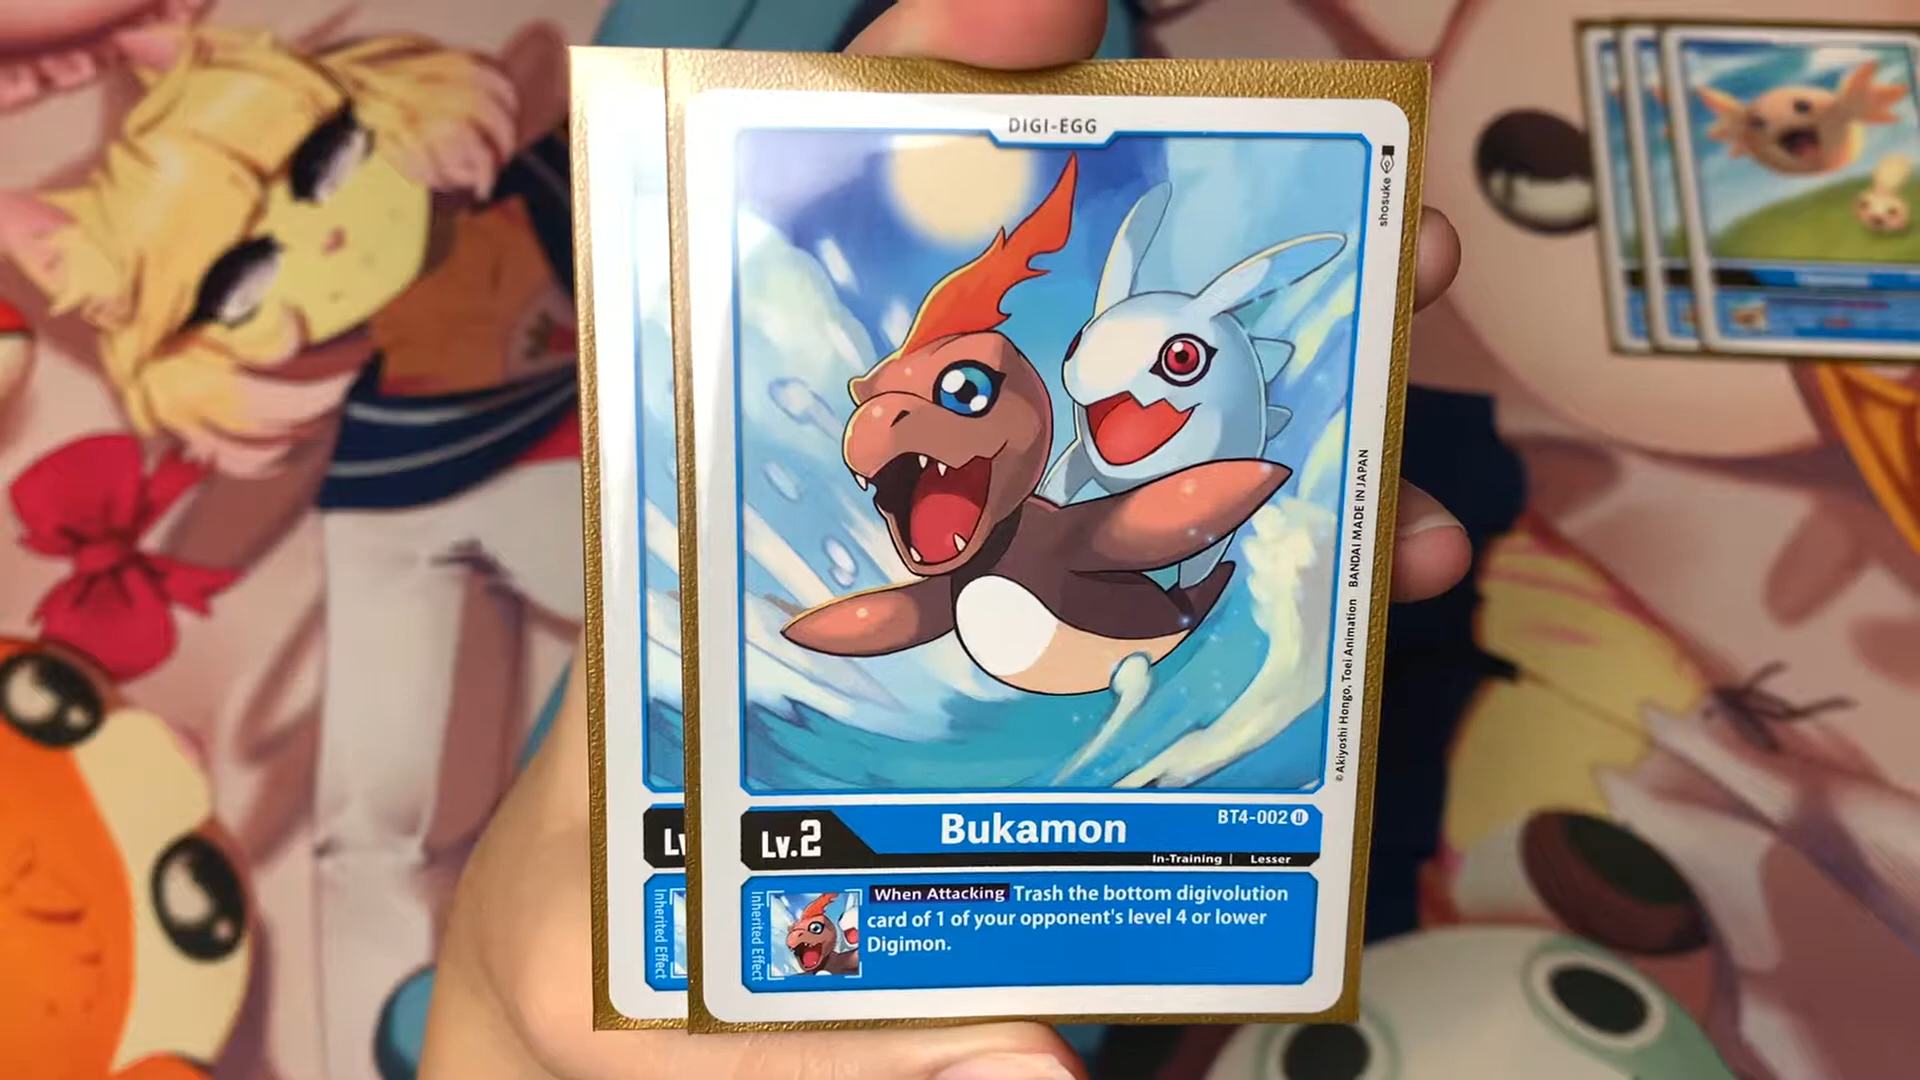 DIGI-EGG
shosuke
©Akiyoshi Hongo, Toei Animation BANDAI MADE IN JAPAN
Lv
Lv.2
Bukamon
BT4-002 U
In-Training | Lesser
Inherited Effect
Inherited Effect
When Attacking Trash the bottom digivolution
card of 1 of your opponent's level 4 or lower
Digimon.